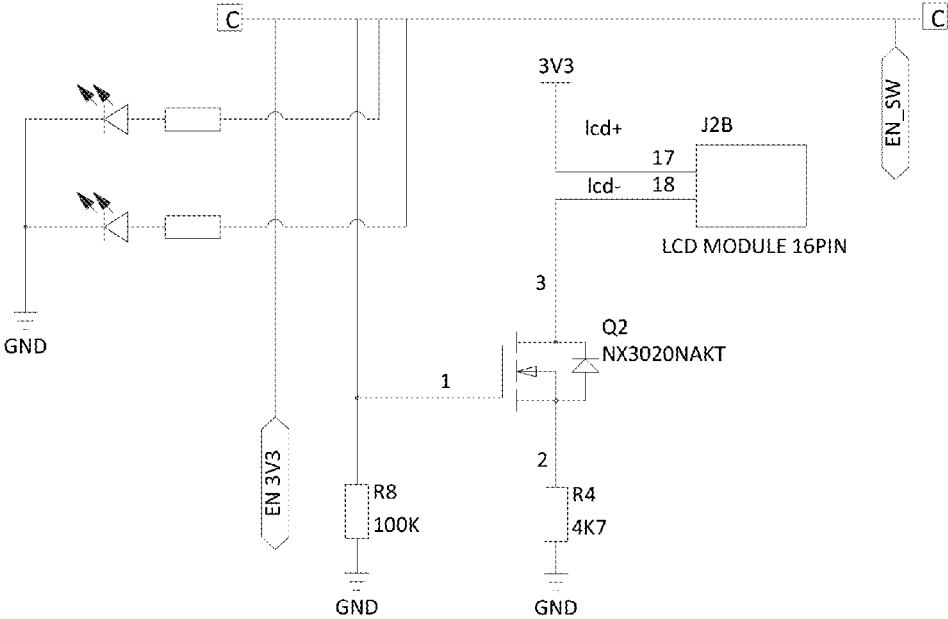 C
C
3V3
EN_SW
lcd+
J2B
17
lcd-
18
LCD MODULE 16PIN
3
GND
Q2
NX3020NAKT
1
EN 3V3
2
R8
100K
R4
4K7
GND
GND